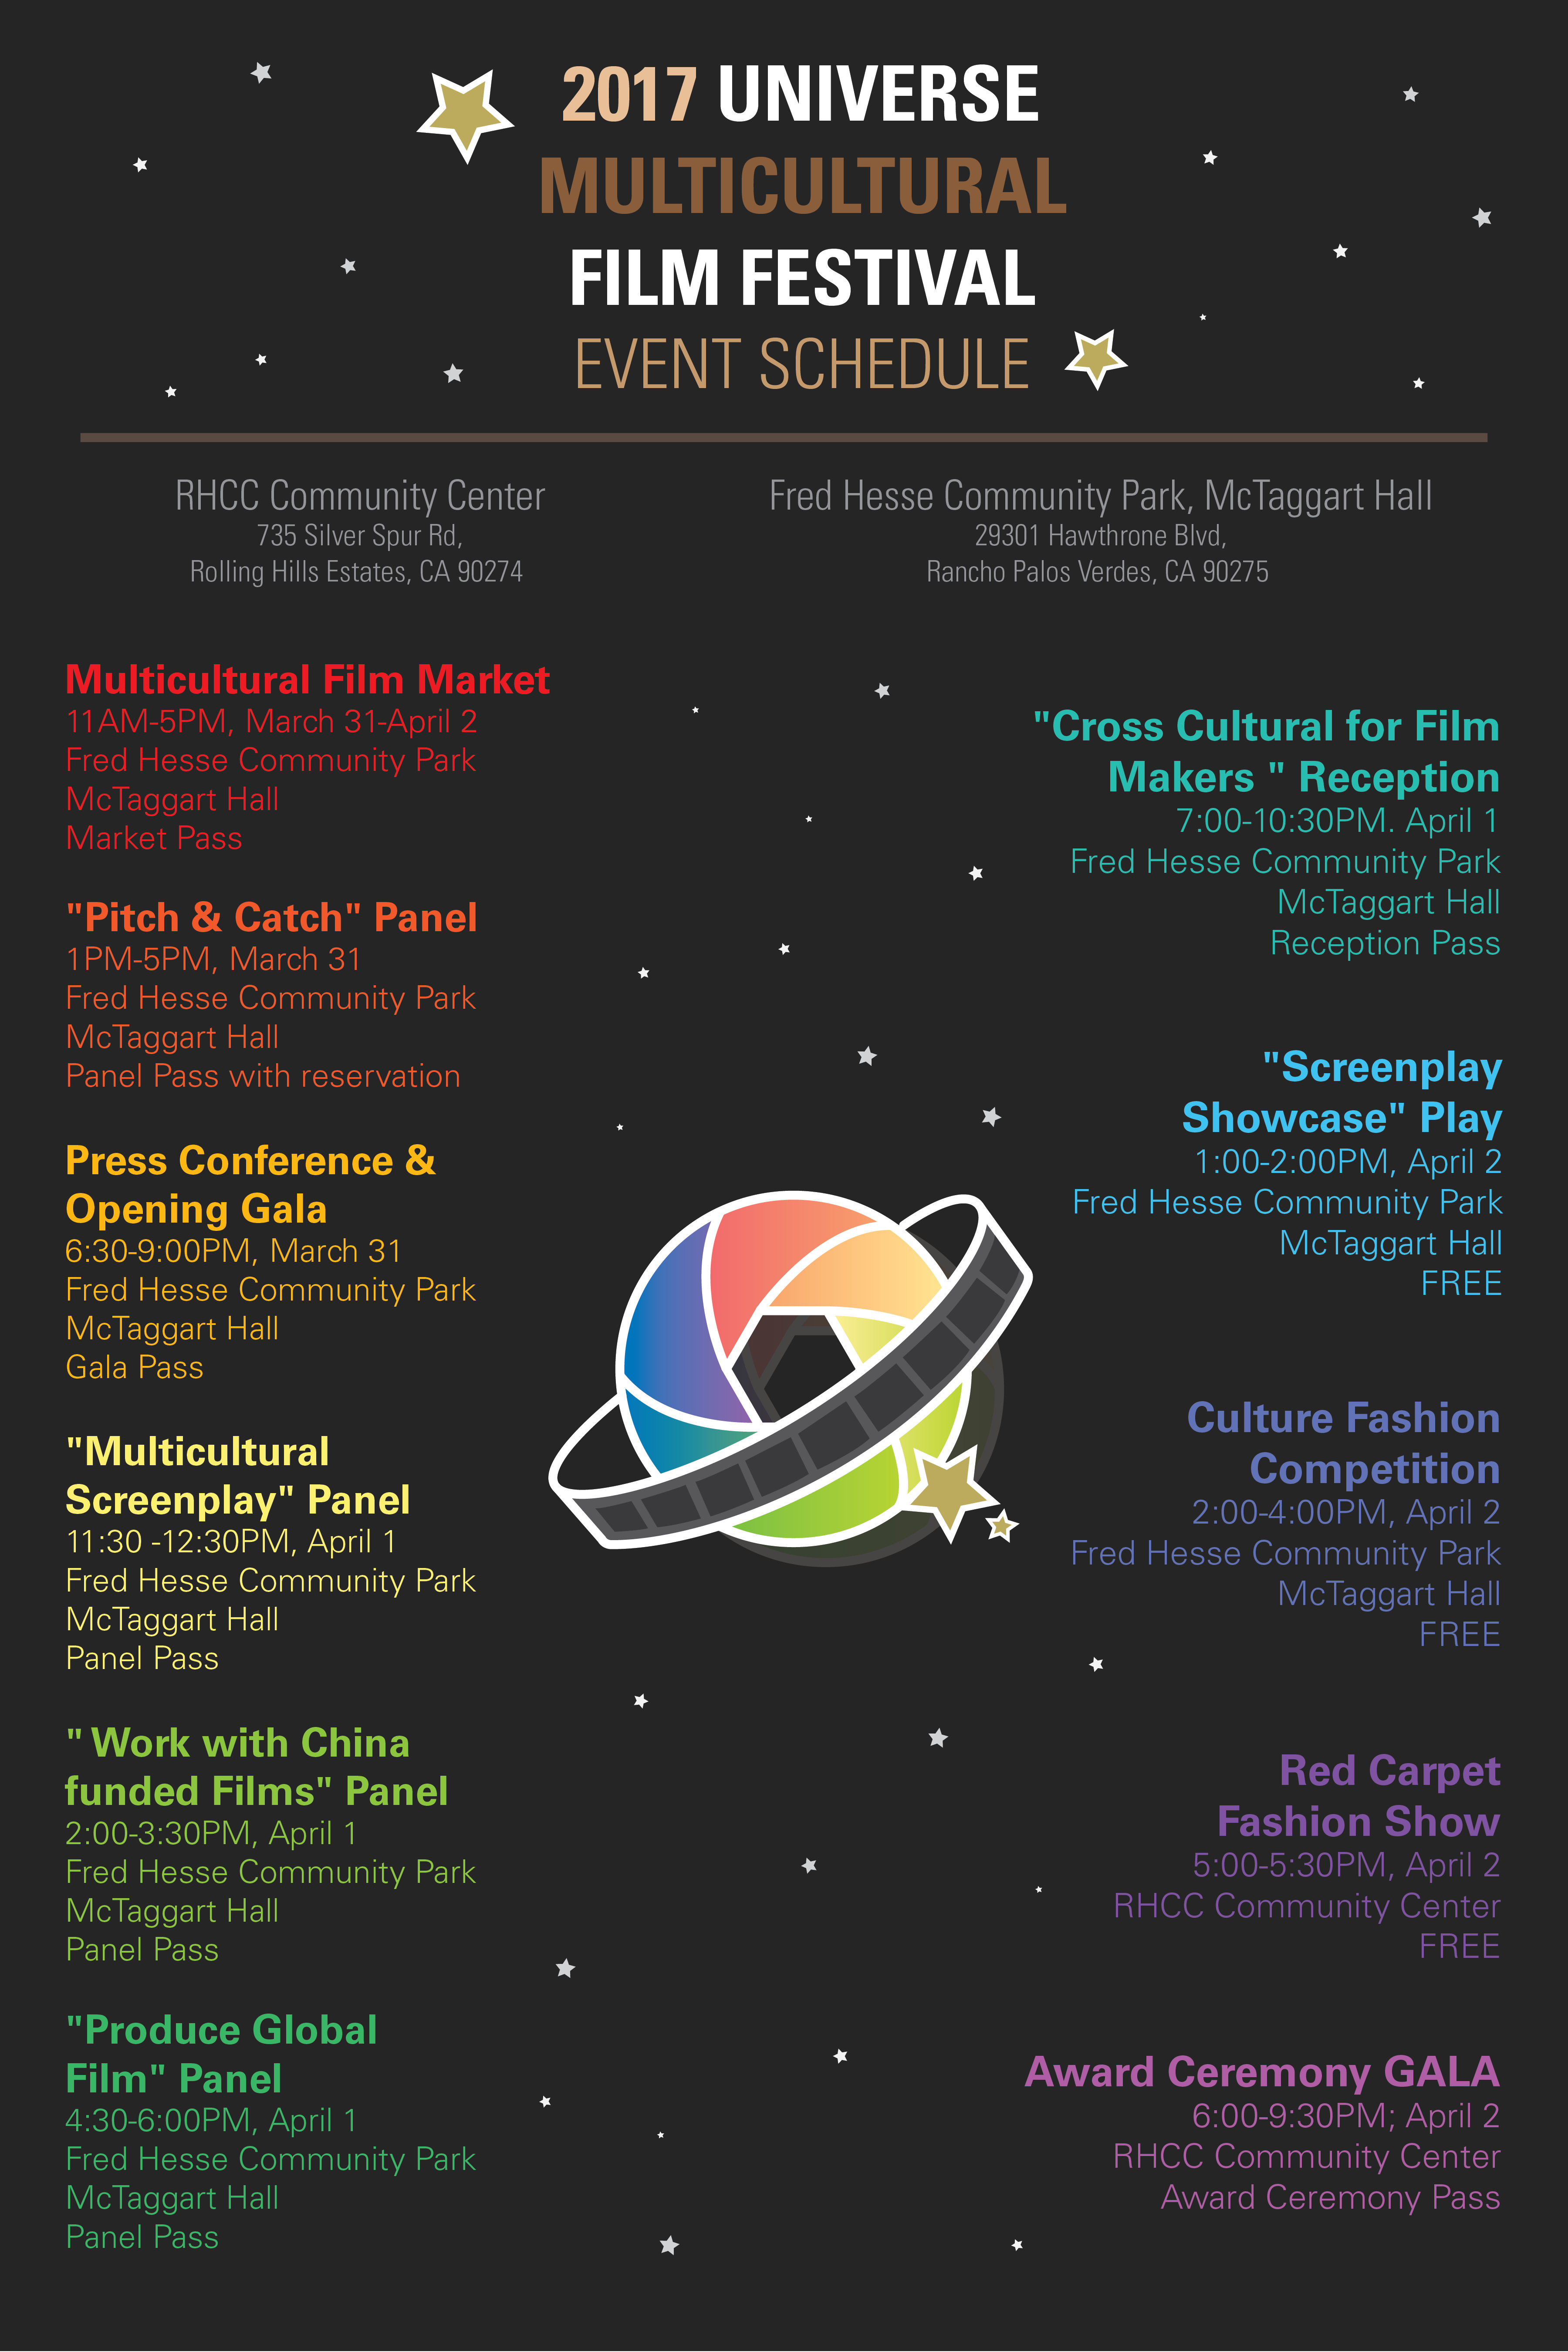 2017 UNIVERSE
MULTICULTURAL
FILM FESTIVAL
EVENT SCHEDULE
RHCC Community Center
735 Silver Spur Rd,
Rolling Hills Estates, CA 90274
Fred Hesse Community Park, McTaggart Hall
29301 Hawthrone Blvd,
Rancho Palos Verdes, CA 90275
Multicultural Film Market
11AM-5PM, March 31-April 2
Fred Hesse Community Park
McTaggart Hall
Market Pass
"Pitch & Catch" Panel
1PM-5PM, March 31
Fred Hesse Community Park
McTaggart Hall
Panel Pass with reservation
Press Conference &
Opening Gala
6:30-9:00PM, March 31
Fred Hesse Community Park
McTaggart Hall
Gala Pass
"Multicultural
Screenplay" Panel
11:30 -12:30PM, April 1
Fred Hesse Community Park
McTaggart Hall
Panel Pass
" Work with China
funded Films" Panel
2:00-3:30PM, April 1
Fred Hesse Community Park
McTaggart Hall
Panel Pass
"Produce Global
Film" Panel
4:30-6:00PM, April 1
Fred Hesse Community Park
McTaggart Hall
Panel Pass
"Cross Cultural for Film
Makers " Reception
7:00-10:30PM. April 1
Fred Hesse Community Park
McTaggart Hall
Reception Pass
"Screenplay
Showcase" Play
1:00-2:00PM, April 2
Fred Hesse Community Park
McTaggart Hall
FREE
Culture Fashion
Competition
2:00-4:00PM, April 2
Fred Hesse Community Park
McTaggart Hall
FREE
Red Carpet
Fashion Show
5:00-5:30PM, April 2
RHCC Community Center
FREE
Award Ceremony GALA
6:00-9:30PM; April 2
RHCC Community Center
Award Ceremony Pass